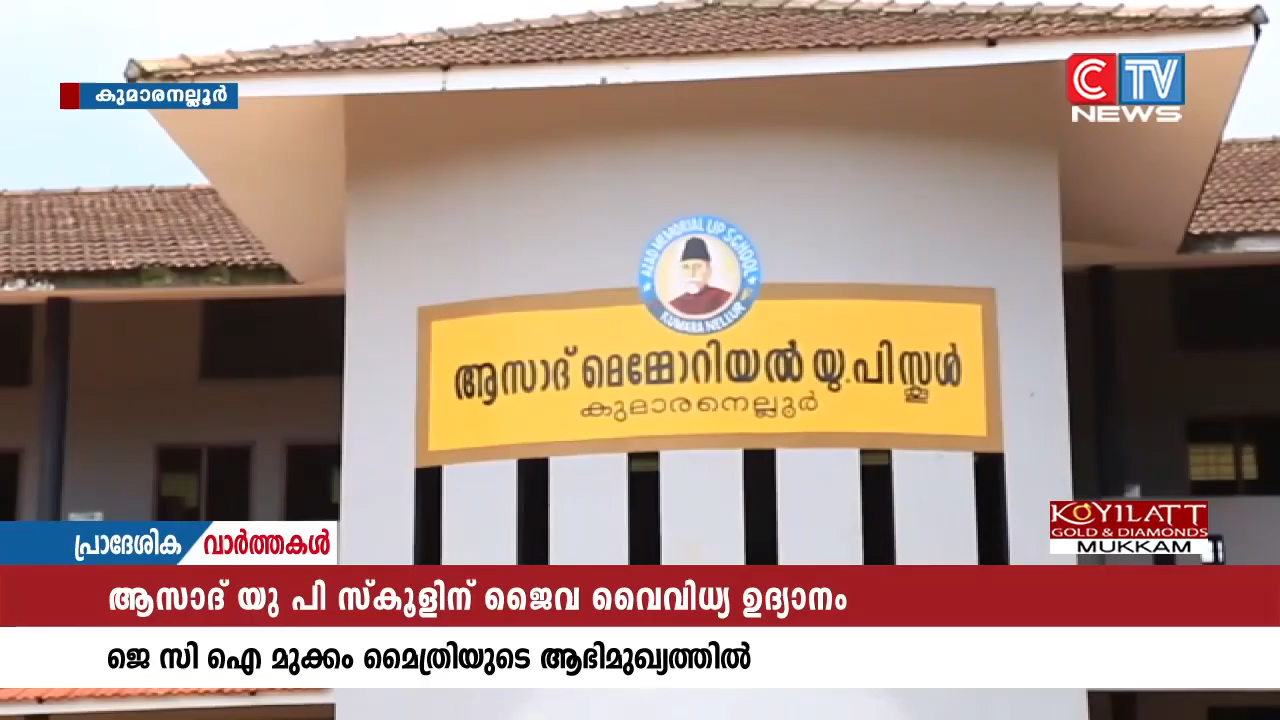 കുമാരനല്ലൂർ
CTV
NEWS
AZAD MEMORIAL UP SCHOOL
KUMARA NELLUR
ആസാദ് മെമ്മോറിയൽ യു.പി സ്കൂൾ
കുമാരനെല്ലൂർ
KOYILATT
GOLD & DIAMONDS
MUKKAM
പ്രാദേശിക വാർത്തകൾ
ആസാദ് യു പി സ്കൂളിന് ജൈവ വൈവിധ്യ ഉദ്യാനം
ജെ സി ഐ മുക്കം മൈത്രിയുടെ ആഭിമുഖ്യത്തിൽ